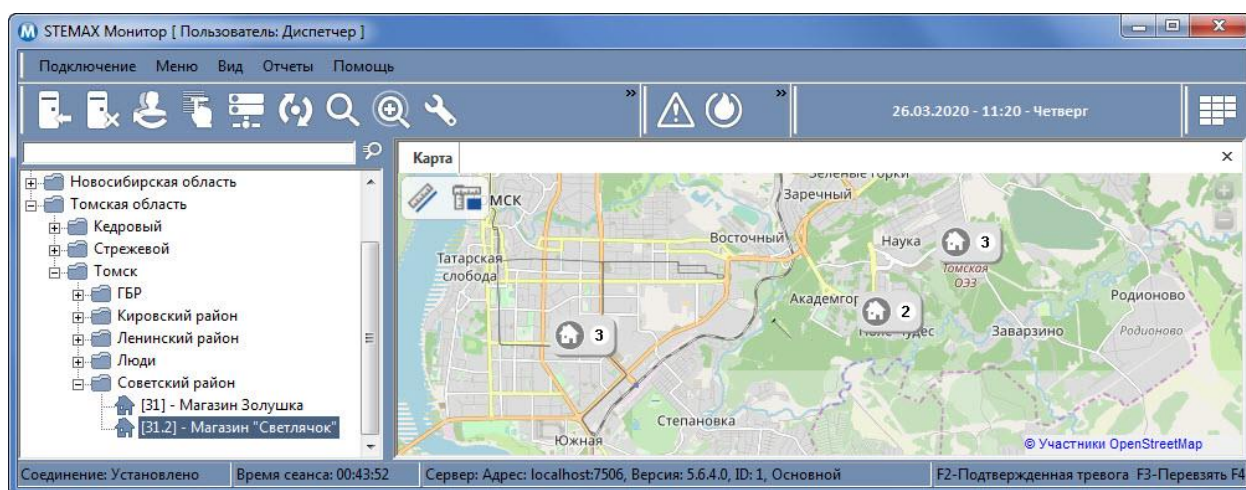 STEMAX Монитор [ Пользователь: Диспетчер ]
Подключение Меню Вид Отчеты Помощь
26.03.2020 - 11:20 - Четверг
Карта
Новосибирская область
Томская область
Кедровый
Стрежевой
Томск
ГБР
Кировский район
Ленинский район
Люди
Советский район
[31] - Магазин Золушка
[31.2] - Магазин "Светлячок"
Зеленые Горки
Заречный
МСК
Восточный
Наука
3
Татарская
слобода
Томская
ОЭЗ
Академгор
2
Родионово
3
Заварзино
Родионово
Степановка
Южная
© Участники OpenStreetMap
Соединение: Установлено Время сеанса: 00:43:52 Сервер: Адрес: localhost:7506, Версия: 5.6.4.0, ID: 1, Основной F2-Подтвержденная тревога F3-Перевзять F4